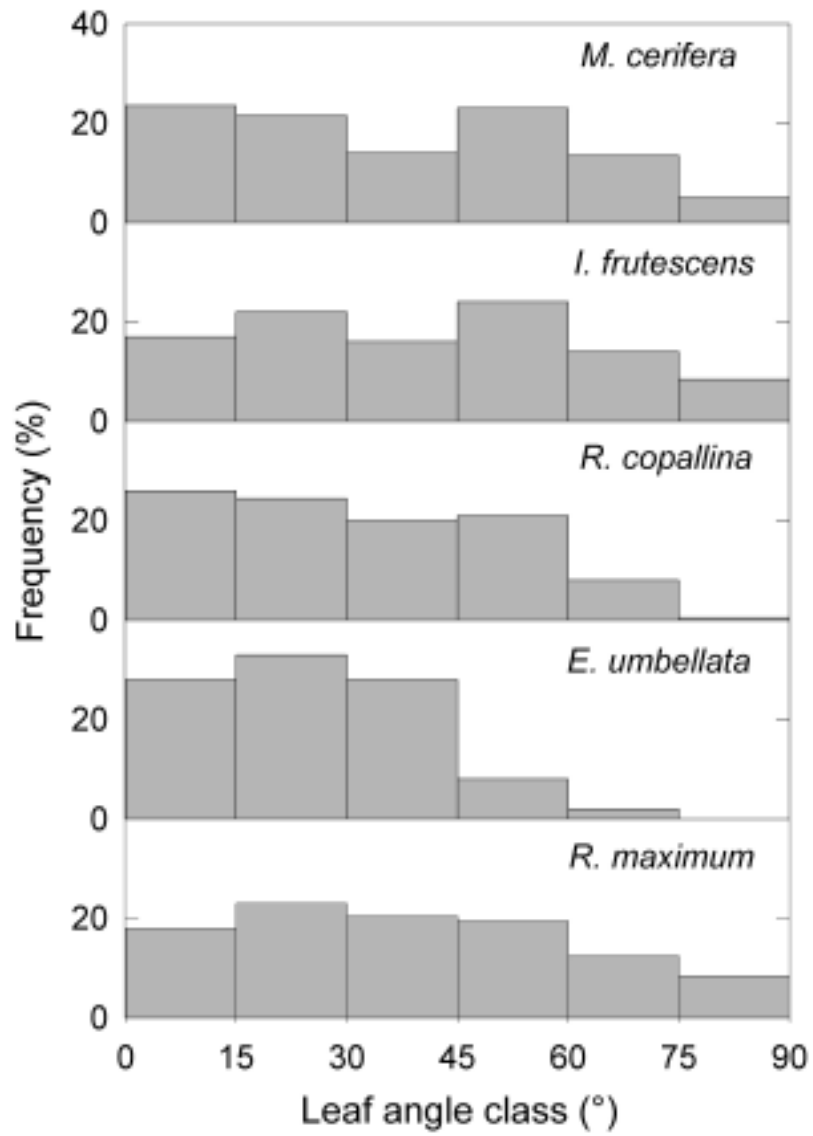 40
M. cerifera
20
0
I. frutescens
20
0
R. copallina
20
0
E. umbellata
20
0
R. maximum
20
0
0 15 30 45 60 75 90
Leaf angle class (°)
Frequency (%)